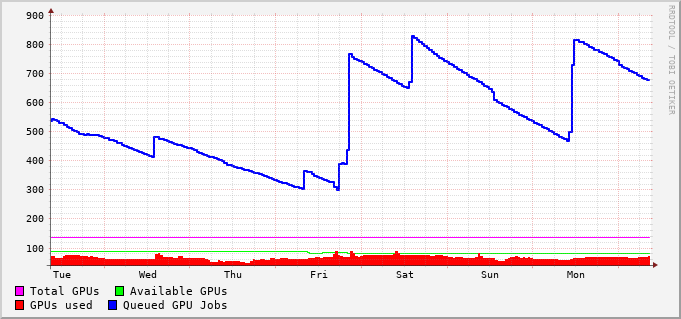 900
800
700
600
500
400
300
200
100
Tue Wed Thu Fri Sat Sun Mon
RRDTOOL / TOBI OETIKER
Total GPUs Available GPUs
GPUs used Queued GPU Jobs